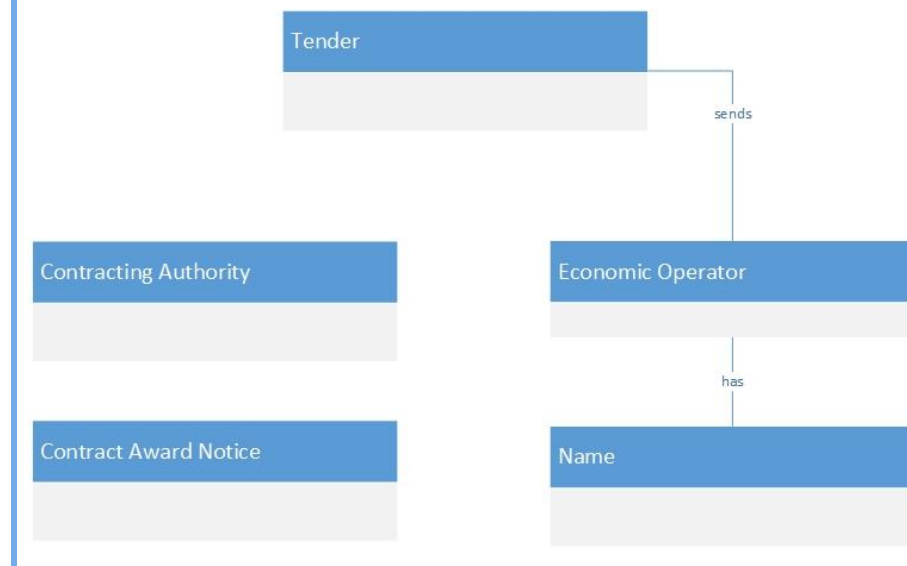 Tender
sends
Contracting Authority
Economic Operator
has
Contract Award Notice
Name